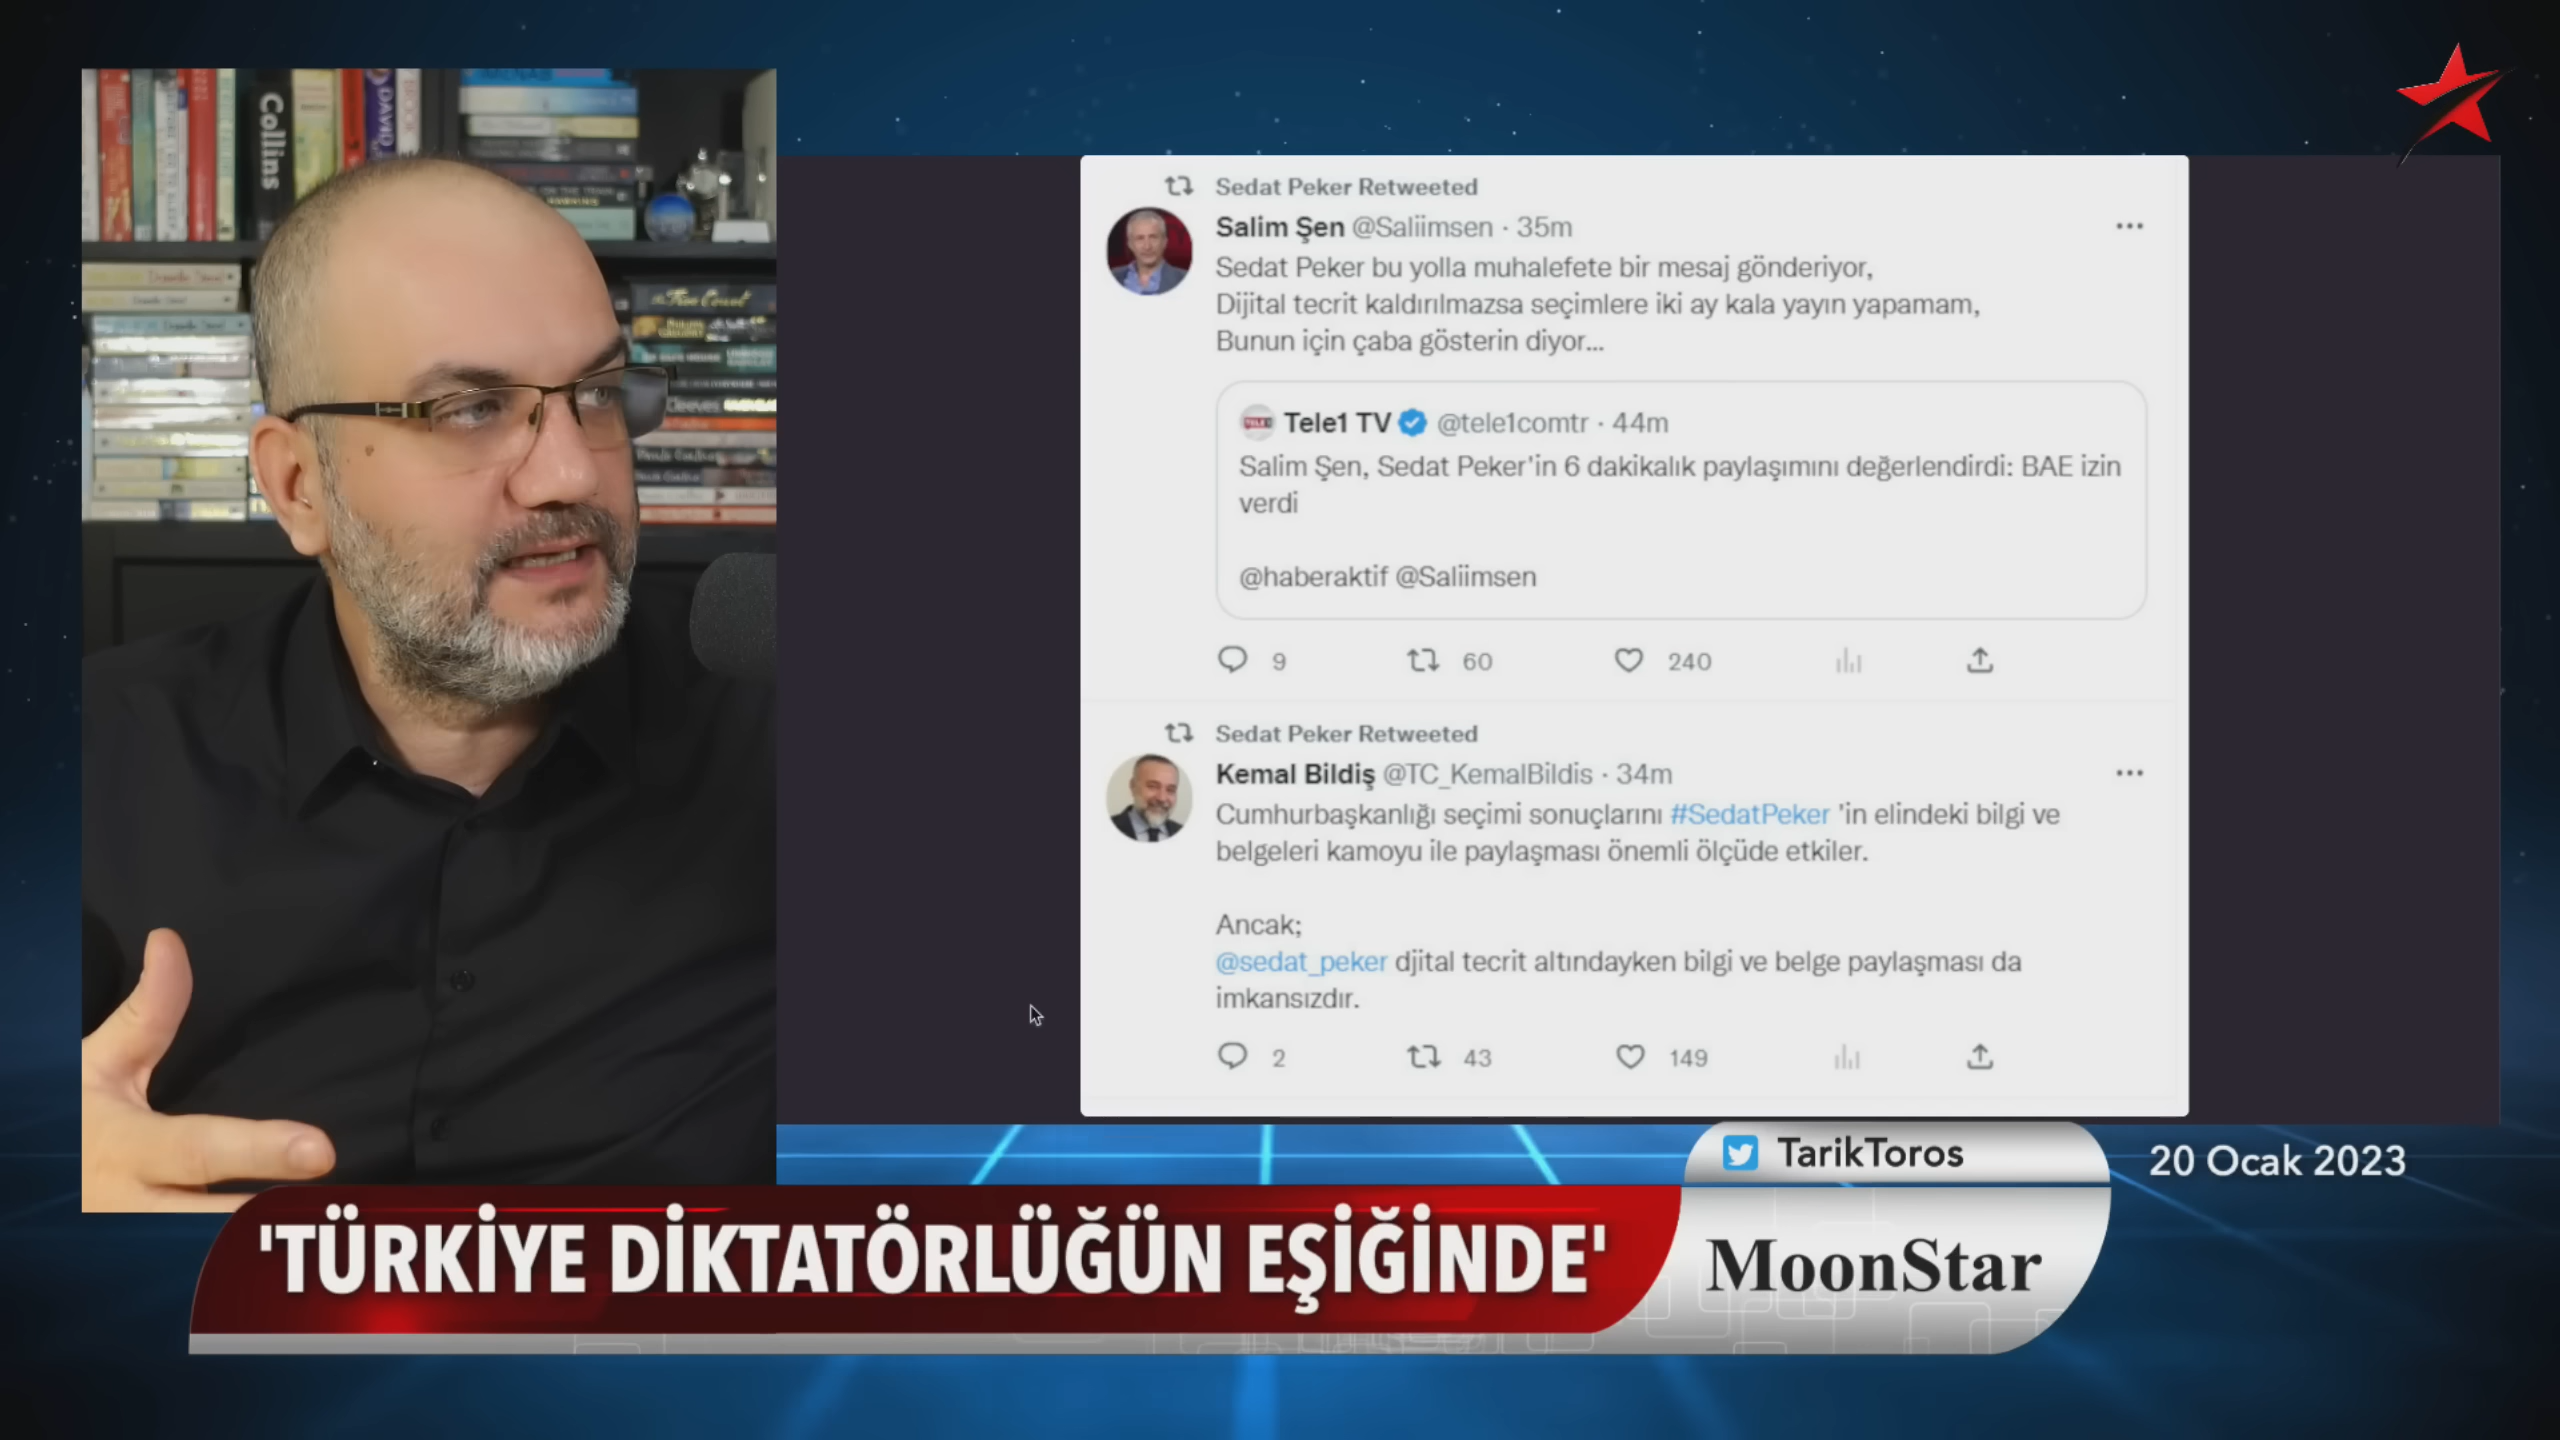 Collins
DAVID
Sedat Peker Retweeted
Salim Şen @Saliimsen · 35m
Sedat Peker bu yolla muhalefete bir mesaj gönderiyor,
Dijital tecrit kaldırılmazsa seçimlere iki ay kala yayın yapamam,
Bunun için çaba gösterin diyor...
Tele1 TV @tele1comtr · 44m
Salim Şen, Sedat Peker'in 6 dakikalık paylaşımını değerlendirdi: BAE izin
verdi
@haberaktif @Saliimsen
9 60 240
Sedat Peker Retweeted
Kemal Bildiş @TC_KemalBildis · 34m
Cumhurbaşkanlığı seçimi sonuçlarını #SedatPeker 'in elindeki bilgi ve
belgeleri kamoyu ile paylaşması önemli ölçüde etkiler.
Ancak;
@sedat_peker djital tecrit altındayken bilgi ve belge paylaşması da
imkansızdır.
2 43 149
TarikToros
20 Ocak 2023
'TÜRKİYE DİKTATÖRLÜĞÜN EŞİĞİNDE'
MoonStar